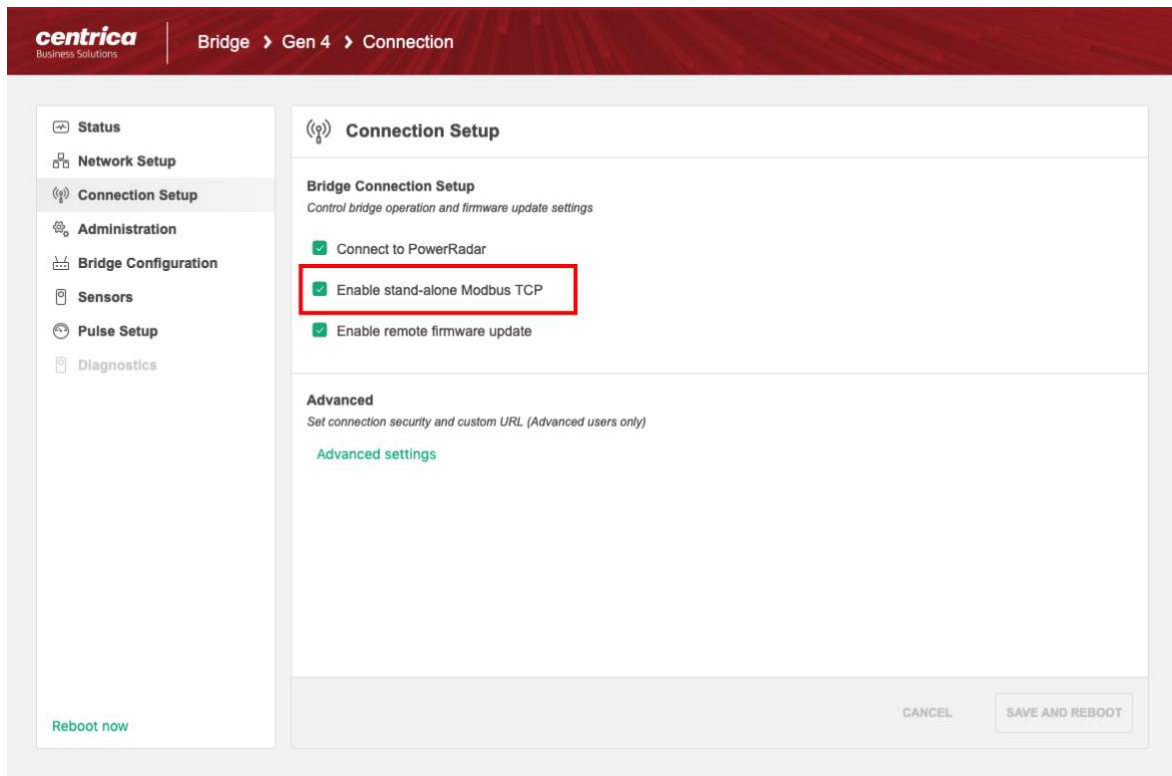 centrica
Business Solutions
Bridge > Gen 4 > Connection
Status
Network Setup
Connection Setup
Administration
Bridge Configuration
Sensors
Pulse Setup
Diagnostics
Reboot now
Connection Setup
Bridge Connection Setup
Control bridge operation and firmware update settings
Connect to PowerRadar
Enable stand-alone Modbus TCP
Enable remote firmware update
Advanced
Set connection security and custom URL (Advanced users only)
Advanced settings
CANCEL
SAVE AND REBOOT